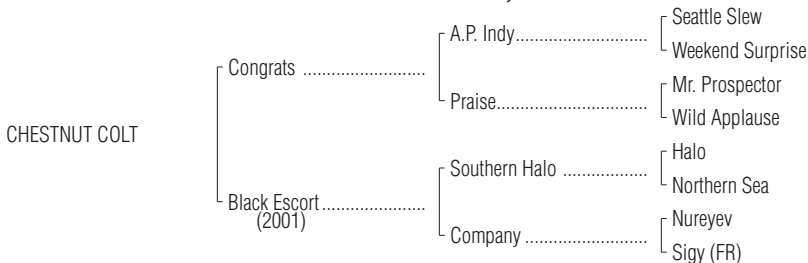 Seattle Slew
A.P. Indy..............................
Weekend Surprise
Congrats ..........................
Mr. Prospector
Praise..................................
Wild Applause
CHESTNUT COLT
Halo
Southern Halo ...................
Northern Sea
Black Escort......................
(2001)
Nureyev
Company ..........................
Sigy (FR)